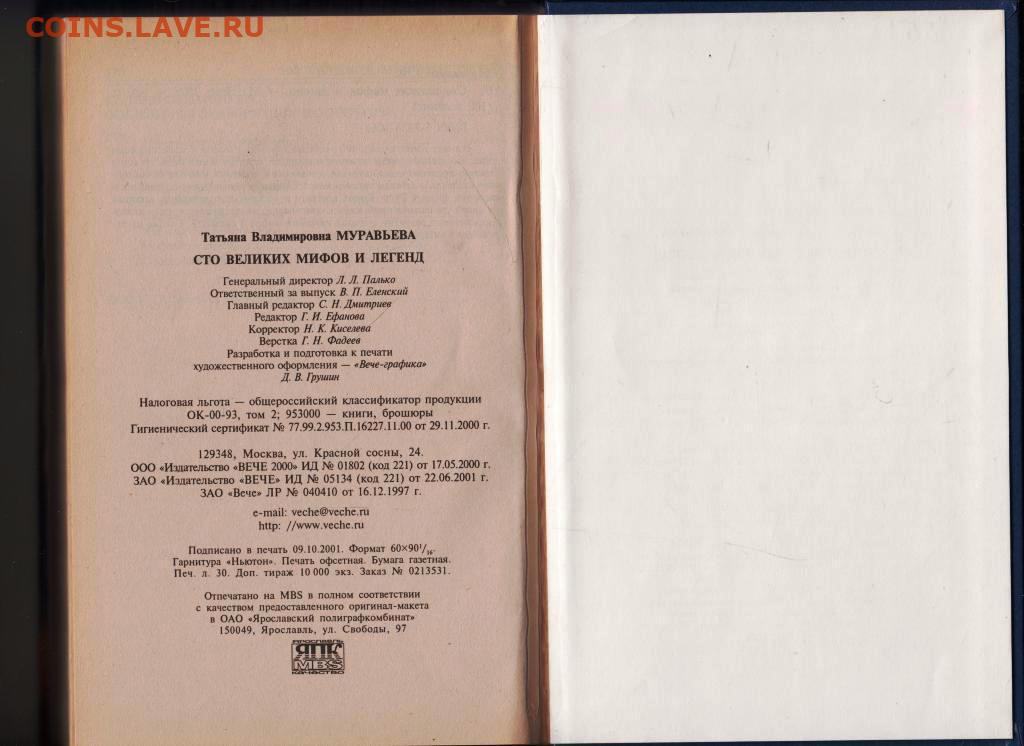 COINS.LAVE.RU
Татьяна Владимировна МУРАВЬЕВА
СТО ВЕЛИКИХ МИФОВ И ЛЕГЕНД
Генеральный директор Л. Л. Палько
Ответственный за выпуск В. П. Еленский
Главный редактор С. Н. Дмитриев
Редактор Г. И. Ефанова
Корректор Н. К. Киселева
Верстка Г. Н. Фадеев
Разработка и подготовка к печати
художественного оформления — «Вече-графика»
Д. В. Грушин
Налоговая льгота — общероссийский классификатор продукции
ОК-00-93, том 2; 953000 — книги, брошюры
Гигиенический сертификат № 77.99.2.953.П.16227.11.00 от 29.11.2000 г.
129348, Москва, ул. Красной сосны, 24.
ООО «Издательство «ВЕЧЕ 2000» ИД № 01802 (код 221) от 17.05.2000 г.
ЗАО «Издательство «ВЕЧЕ» ИД № 05134 (код 221) от 22.06.2001 г.
ЗАО «Вече» ЛР № 040410 от 16.12.1997 г.
e-mail: veche@veche.ru
http: //www.veche.ru
Подписано в печать 09.10.2001. Формат 60×90¹/₁₆.
Гарнитура «Ньютон». Печать офсетная. Бумага газетная.
Печ. л. 30. Доп. тираж 10 000 экз. Заказ № 0213531.
Отпечатано на MBS в полном соответствии
с качеством предоставленного оригинал-макета
в ОАО «Ярославский полиграфкомбинат»
150049, Ярославль, ул. Свободы, 97
ЯРОСЛАВЛЬ
ЯПК
MBS
КАЧЕСТВО